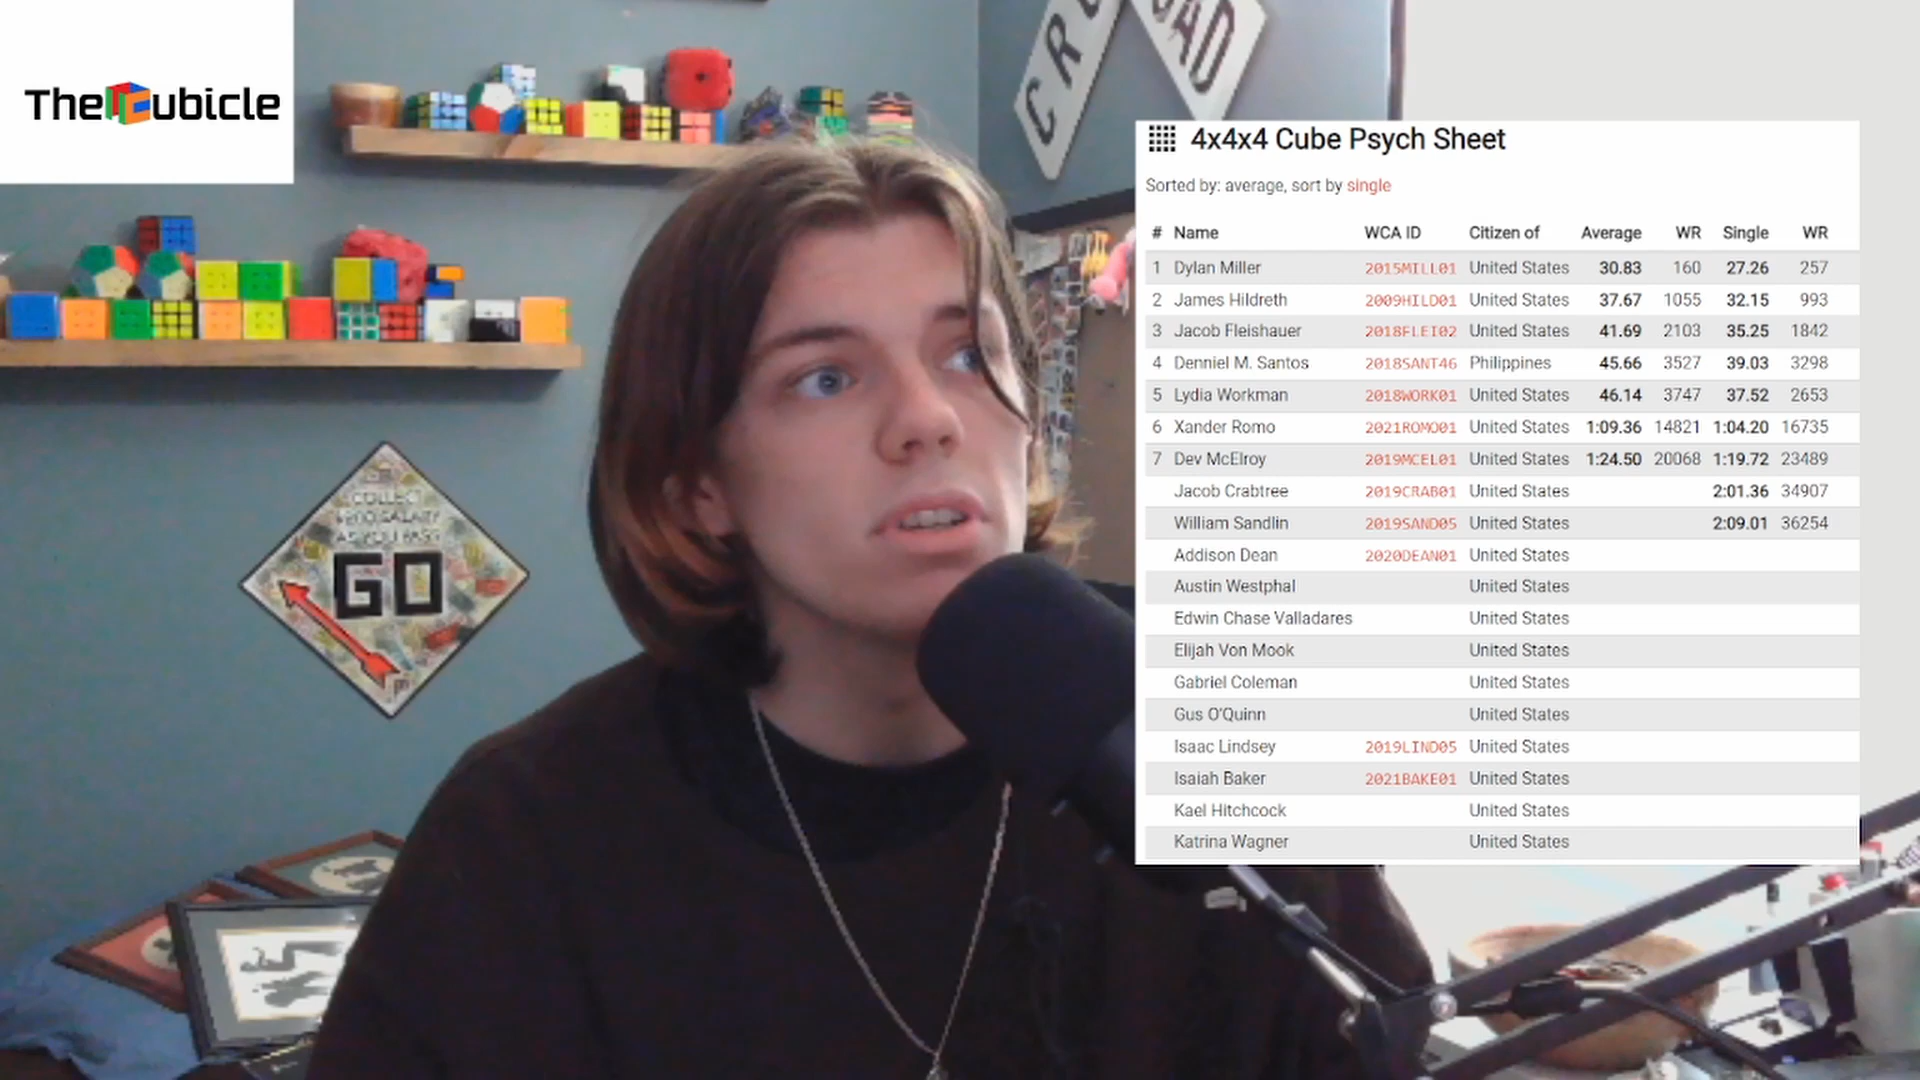 TheCubicle
CR
OAD
COLLECT
$200 SALARY
AS YOU PASS
GO
4x4x4 Cube Psych Sheet
Sorted by: average, sort by single
# Name WCA ID Citizen of Average WR Single WR
1 Dylan Miller 2015MILL01 United States 30.83 160 27.26 257
2 James Hildreth 2009HILD01 United States 37.67 1055 32.15 993
3 Jacob Fleishauer 2018FLEI02 United States 41.69 2103 35.25 1842
4 Denniel M. Santos 2018SANT46 Philippines 45.66 3527 39.03 3298
5 Lydia Workman 2018WORK01 United States 46.14 3747 37.52 2653
6 Xander Romo 2021ROMO01 United States 1:09.36 14821 1:04.20 16735
7 Dev McElroy 2019MCEL01 United States 1:24.50 20068 1:19.72 23489
Jacob Crabtree 2019CRAB01 United States 2:01.36 34907
William Sandlin 2019SAND05 United States 2:09.01 36254
Addison Dean 2020DEAN01 United States
Austin Westphal United States
Edwin Chase Valladares United States
Elijah Von Mook United States
Gabriel Coleman United States
Gus O'Quinn United States
Isaac Lindsey 2019LIND05 United States
Isaiah Baker 2021BAKE01 United States
Kael Hitchcock United States
Katrina Wagner United States